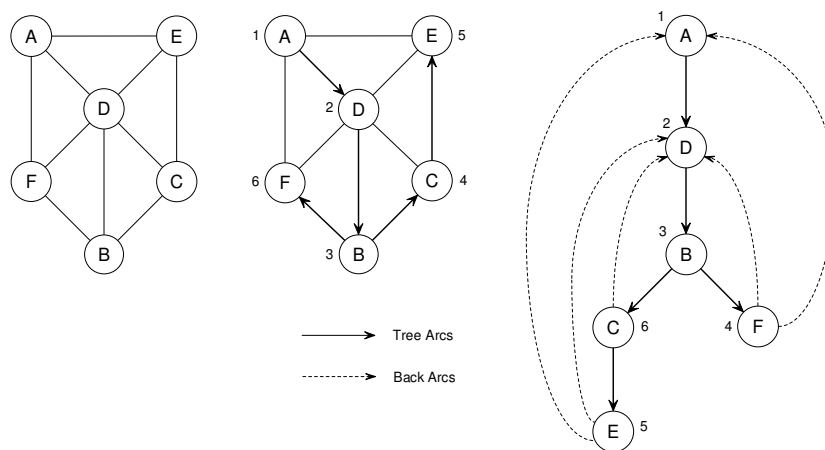 A E
D
F C
B
1 A E 5
2 D
6 F C 4
3 B
Tree Arcs
Back Arcs
1
A
2
D
3
B
C 6 4 F
E 5